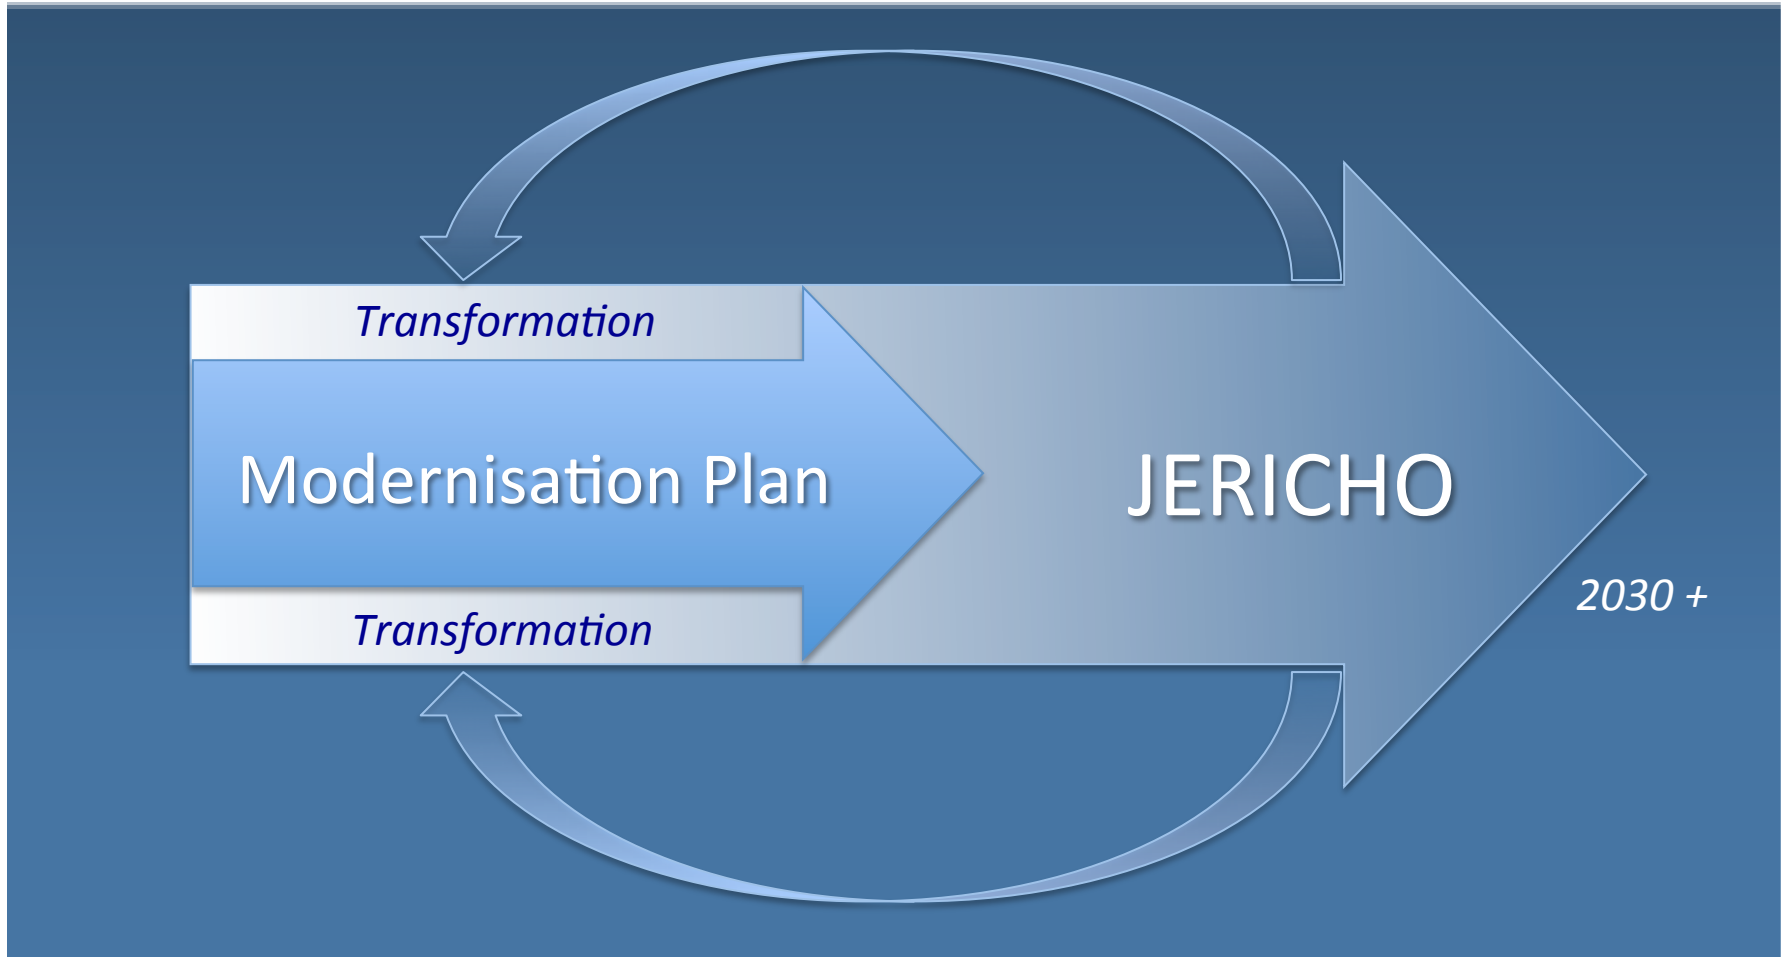 Transformation
Modernisation Plan
JERICHO
2030 +
Transformation